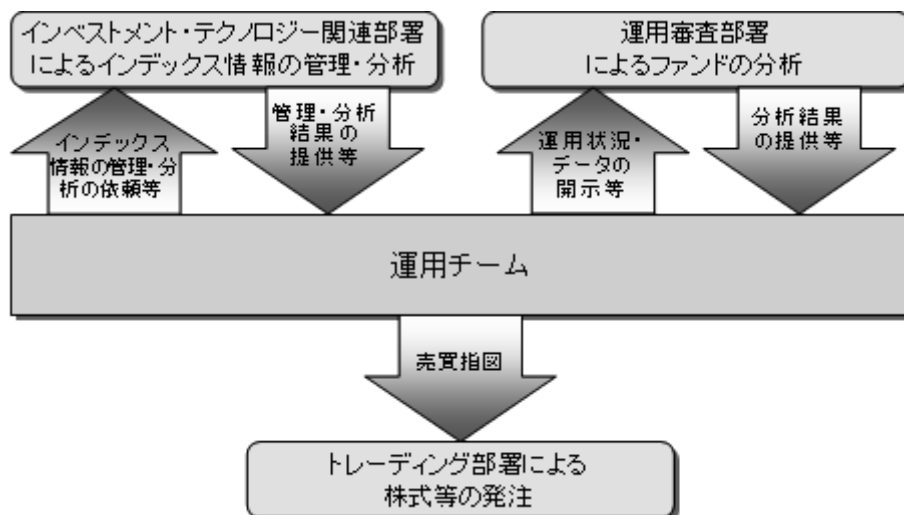 インベストメント・テクノロジー関連部署
によるインデックス情報の管理・分析
運用審査部署
によるファンドの分析
インデックス
情報の管理・分
析の依頼等
管理・分析
結果の
提供等
運用状況・
データの
開示等
分析結果
の提供等
運用チーム
売買指図
トレーディング部署による
株式等の発注